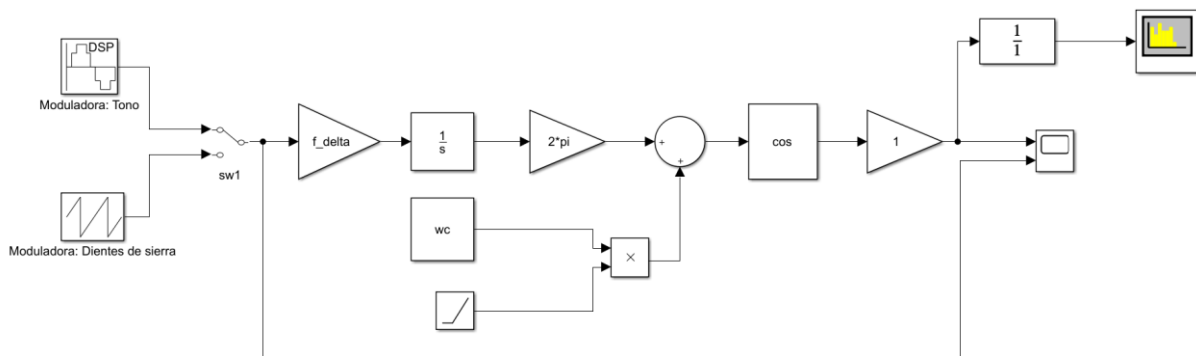 DSP
Moduladora: Tono
sw1
Moduladora: Dientes de sierra
f_delta
1
s
2*pi
+
+
wc
×
cos
1
1
1